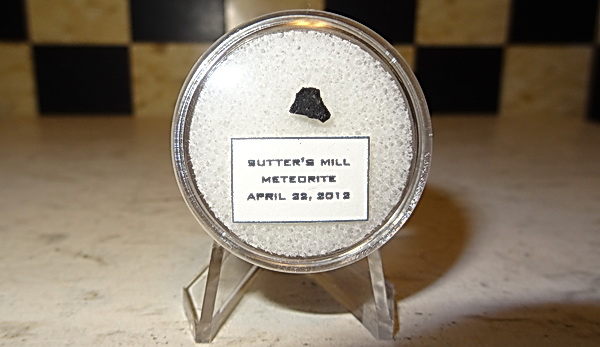 SUTTER'S MILL
METEORITE
APRIL 22, 2012